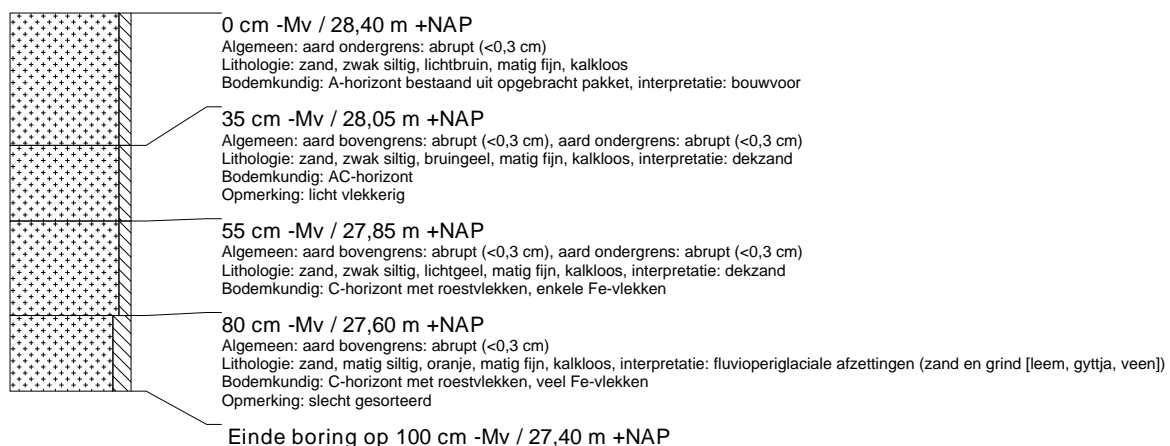 0 cm -Mv / 28,40 m +NAP
Algemeen: aard ondergrens: abrupt (<0,3 cm)
Lithologie: zand, zwak siltig, lichtbruin, matig fijn, kalkloos
Bodemkundig: A-horizont bestaand uit opgebracht pakket, interpretatie: bouwvoor
35 cm -Mv / 28,05 m +NAP
Algemeen: aard bovengrens: abrupt (<0,3 cm), aard ondergrens: abrupt (<0,3 cm)
Lithologie: zand, zwak siltig, bruingeel, matig fijn, kalkloos, interpretatie: dekzand
Bodemkundig: AC-horizont
Opmerking: licht vlekkerig
55 cm -Mv / 27,85 m +NAP
Algemeen: aard bovengrens: abrupt (<0,3 cm), aard ondergrens: abrupt (<0,3 cm)
Lithologie: zand, zwak siltig, lichtgeel, matig fijn, kalkloos, interpretatie: dekzand
Bodemkundig: C-horizont met roestvlekken, enkele Fe-vlekken
80 cm -Mv / 27,60 m +NAP
Algemeen: aard bovengrens: abrupt (<0,3 cm)
Lithologie: zand, matig siltig, oranje, matig fijn, kalkloos, interpretatie: fluvioperiglaciale afzettingen (zand en grind [leem, gyttja, veen])
Bodemkundig: C-horizont met roestvlekken, veel Fe-vlekken
Opmerking: slecht gesorteerd
Einde boring op 100 cm -Mv / 27,40 m +NAP